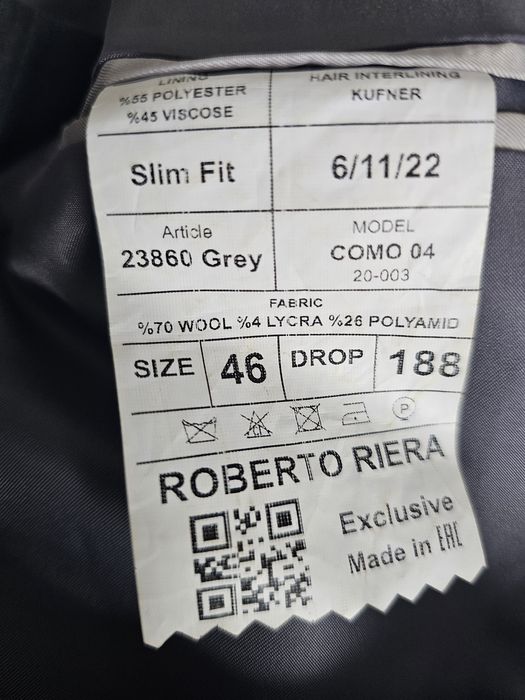 LINING
%55 POLYESTER
%45 VISCOSE
HAIR INTERLINING
KUFNER
Slim Fit
6/11/22
Article
23860 Grey
MODEL
COMO 04
20-003
FABRIC
%70 WOOL %4 LYCRA %26 POLYAMID
SIZE 46 DROP 188
P
ROBERTO RIERA
Exclusive
Made in EAC